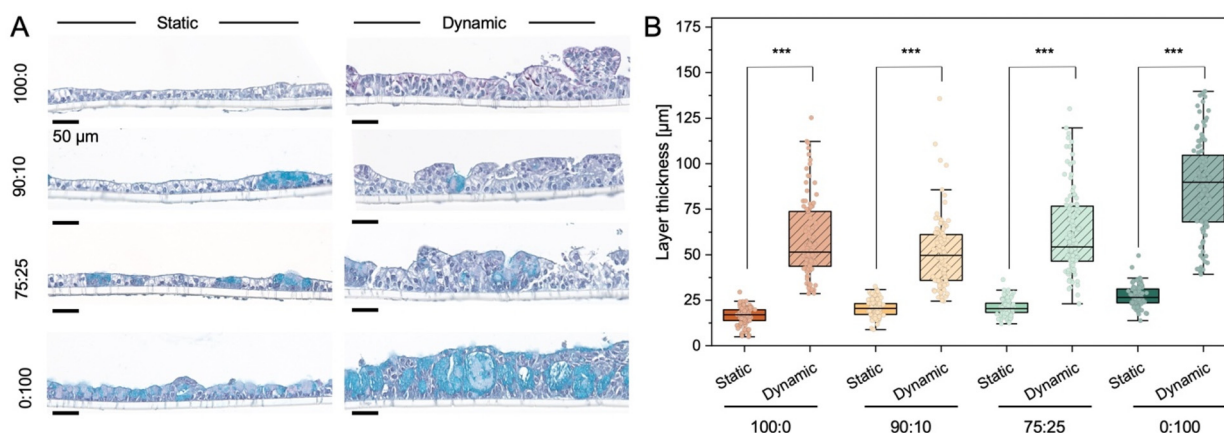 A
Static
Dynamic
100:0
50 µm
90:10
75:25
0:100
B
Layer thickness [µm]
175
150
125
100
75
50
25
0
***
***
***
***
Static
Dynamic
Static
Dynamic
Static
Dynamic
Static
Dynamic
100:0
90:10
75:25
0:100